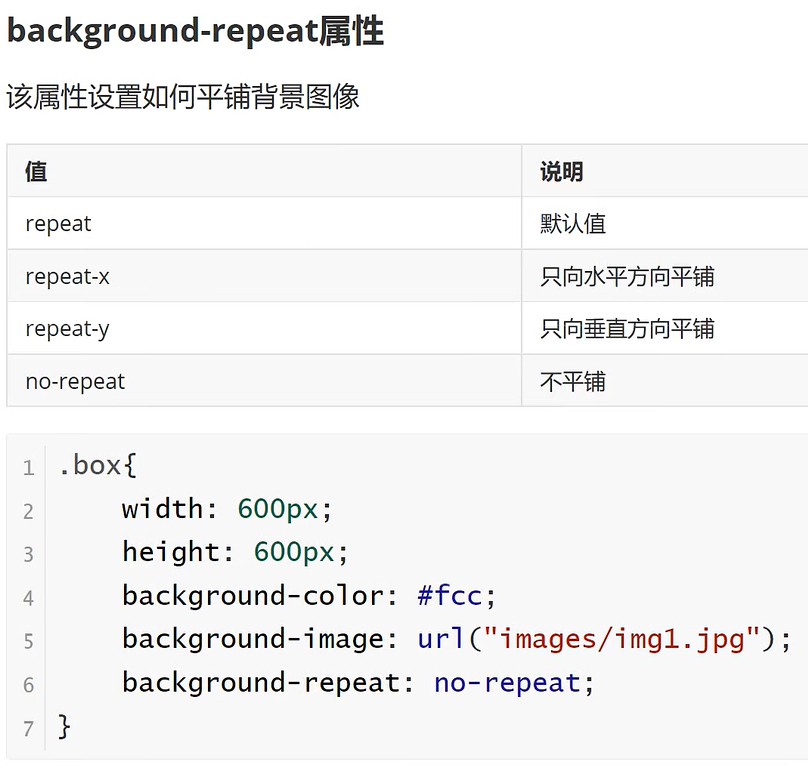 background-repeat属性
该属性设置如何平铺背景图像
值 说明
repeat 默认值
repeat-x 只向水平方向平铺
repeat-y 只向垂直方向平铺
no-repeat 不平铺
1 .box{
2 width: 600px;
3 height: 600px;
4 background-color: #fcc;
5 background-image: url("images/img1.jpg");
6 background-repeat: no-repeat;
7 }